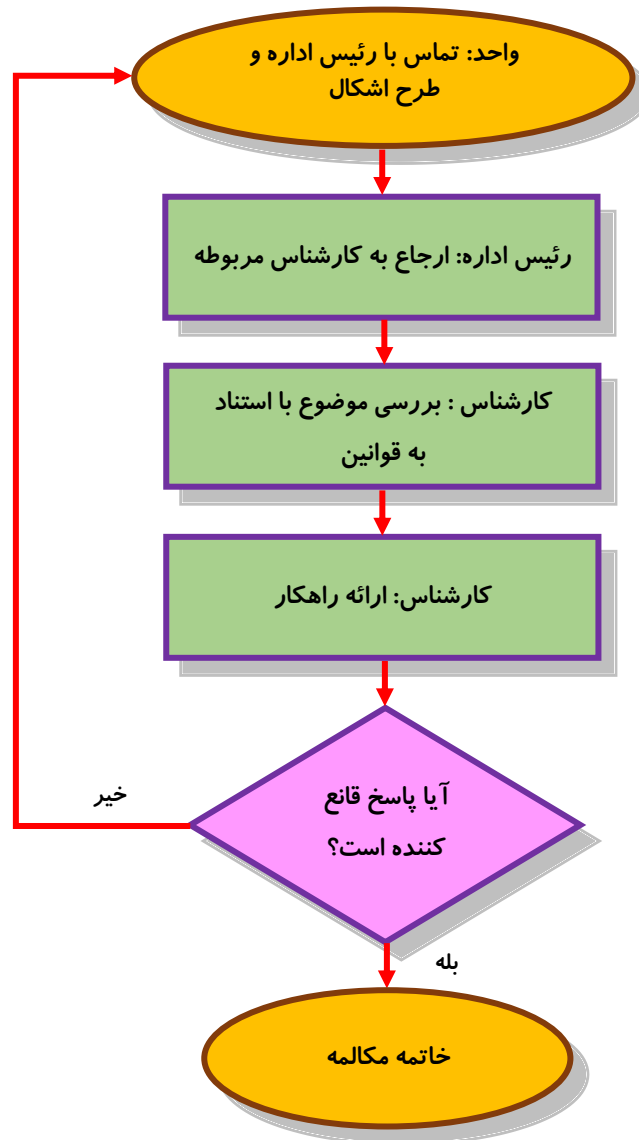 واحد: تماس با رئیس اداره و
طرح اشکال
رئیس اداره: ارجاع به کارشناس مربوطه
کارشناس : بررسی موضوع با استناد
به قوانین
کارشناس: ارائه راهکار
آیا پاسخ قانع
کننده است؟
خیر
بله
خاتمه مکالمه